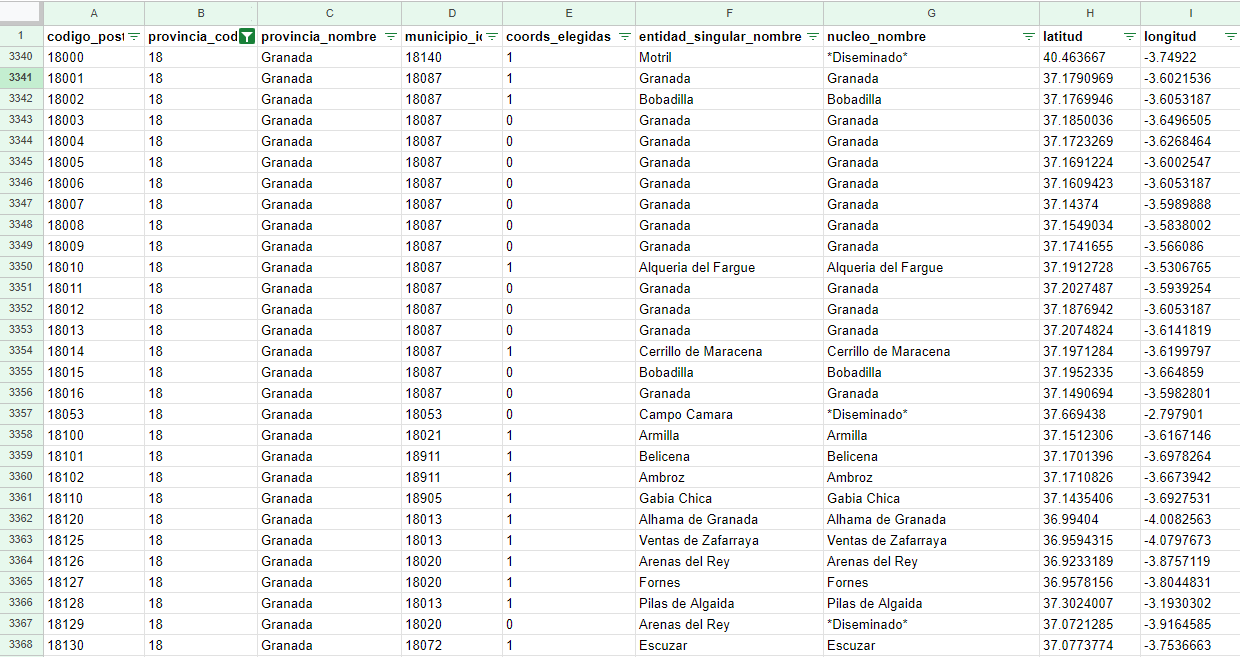 A B C D E F G H I
1 codigo_post provincia_cod provincia_nombre municipio_i coords_elegidas entidad_singular_nombre nucleo_nombre latitud longitud
3340 18000 18 Granada 18140 1 Motril *Diseminado* 40.463667 -3.74922
3341 18001 18 Granada 18087 1 Granada Granada 37.1790969 -3.6021536
3342 18002 18 Granada 18087 1 Bobadilla Bobadilla 37.1769946 -3.6053187
3343 18003 18 Granada 18087 0 Granada Granada 37.1850036 -3.6496505
3344 18004 18 Granada 18087 0 Granada Granada 37.1723269 -3.6268464
3345 18005 18 Granada 18087 0 Granada Granada 37.1691224 -3.6002547
3346 18006 18 Granada 18087 0 Granada Granada 37.1609423 -3.6053187
3347 18007 18 Granada 18087 0 Granada Granada 37.14374 -3.5989888
3348 18008 18 Granada 18087 0 Granada Granada 37.1549034 -3.5838002
3349 18009 18 Granada 18087 0 Granada Granada 37.1741655 -3.566086
3350 18010 18 Granada 18087 1 Alqueria del Fargue Alqueria del Fargue 37.1912728 -3.5306765
3351 18011 18 Granada 18087 0 Granada Granada 37.2027487 -3.5939254
3352 18012 18 Granada 18087 0 Granada Granada 37.1876942 -3.6053187
3353 18013 18 Granada 18087 0 Granada Granada 37.2074824 -3.6141819
3354 18014 18 Granada 18087 1 Cerrillo de Maracena Cerrillo de Maracena 37.1971284 -3.6199797
3355 18015 18 Granada 18087 0 Bobadilla Bobadilla 37.1952335 -3.664859
3356 18016 18 Granada 18087 0 Granada Granada 37.1490694 -3.5982801
3357 18053 18 Granada 18053 0 Campo Camara *Diseminado* 37.669438 -2.797901
3358 18100 18 Granada 18021 1 Armilla Armilla 37.1512306 -3.6167146
3359 18101 18 Granada 18911 1 Belicena Belicena 37.1701396 -3.6978264
3360 18102 18 Granada 18911 1 Ambroz Ambroz 37.1710826 -3.6673942
3361 18110 18 Granada 18905 1 Gabia Chica Gabia Chica 37.1435406 -3.6927531
3362 18120 18 Granada 18013 1 Alhama de Granada Alhama de Granada 36.99404 -4.0082563
3363 18125 18 Granada 18013 1 Ventas de Zafarraya Ventas de Zafarraya 36.9594315 -4.0797673
3364 18126 18 Granada 18020 1 Arenas del Rey Arenas del Rey 36.9233189 -3.8757119
3365 18127 18 Granada 18020 1 Fornes Fornes 36.9578156 -3.8044831
3366 18128 18 Granada 18013 1 Pilas de Algaida Pilas de Algaida 37.3024007 -3.1930302
3367 18129 18 Granada 18020 0 Arenas del Rey *Diseminado* 37.0721285 -3.9164585
3368 18130 18 Granada 18072 1 Escuzar Escuzar 37.0773774 -3.7536663